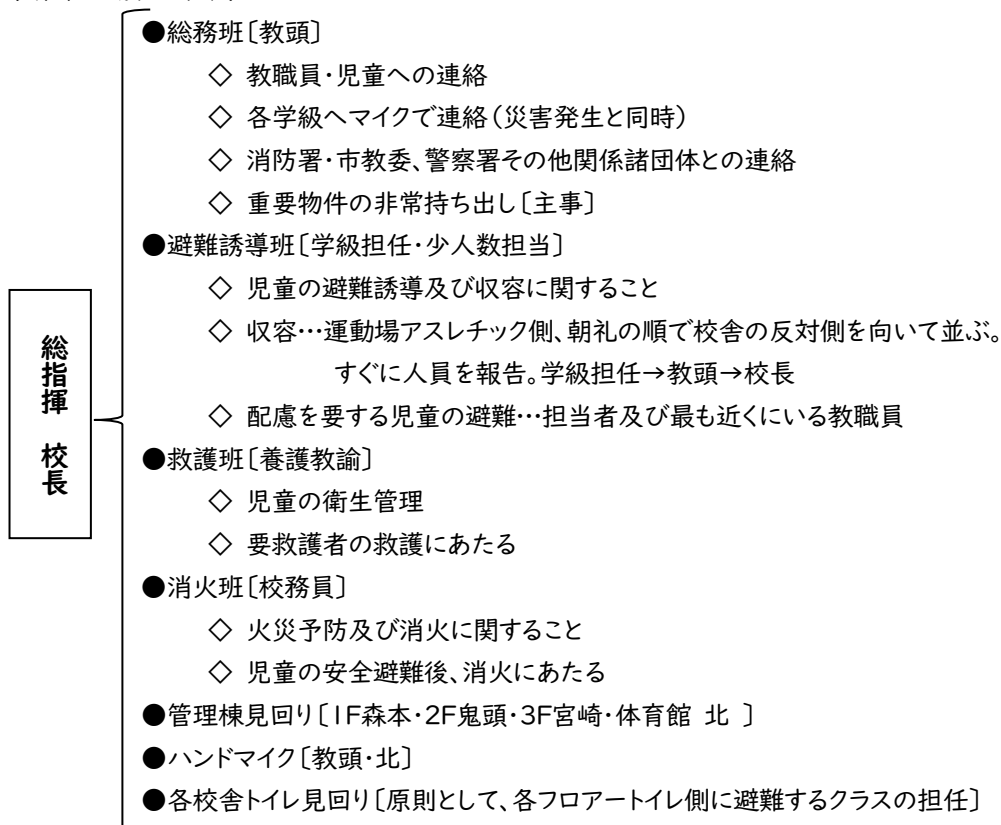 ●総務班〔教頭〕
◇ 教職員・児童への連絡
◇ 各学級へマイクで連絡(災害発生と同時)
◇ 消防署・市教委、警察署その他関係諸団体との連絡
◇ 重要物件の非常持ち出し〔主事〕
●避難誘導班〔学級担任・少人数担当〕
◇ 児童の避難誘導及び収容に関すること
◇ 収容…運動場アスレチック側、朝礼の順で校舎の反対側を向いて並ぶ。
すぐに人員を報告。学級担任→教頭→校長
◇ 配慮を要する児童の避難…担当者及び最も近くにいる教職員
総指揮 校長
●救護班〔養護教諭〕
◇ 児童の衛生管理
◇ 要救護者の救護にあたる
●消火班〔校務員〕
◇ 火災予防及び消火に関すること
◇ 児童の安全避難後、消火にあたる
●管理棟見回り〔1F森本・2F鬼頭・3F宮崎・体育館 北 〕
●ハンドマイク〔教頭・北〕
●各校舎トイレ見回り〔原則として、各フロアートイレ側に避難するクラスの担任〕